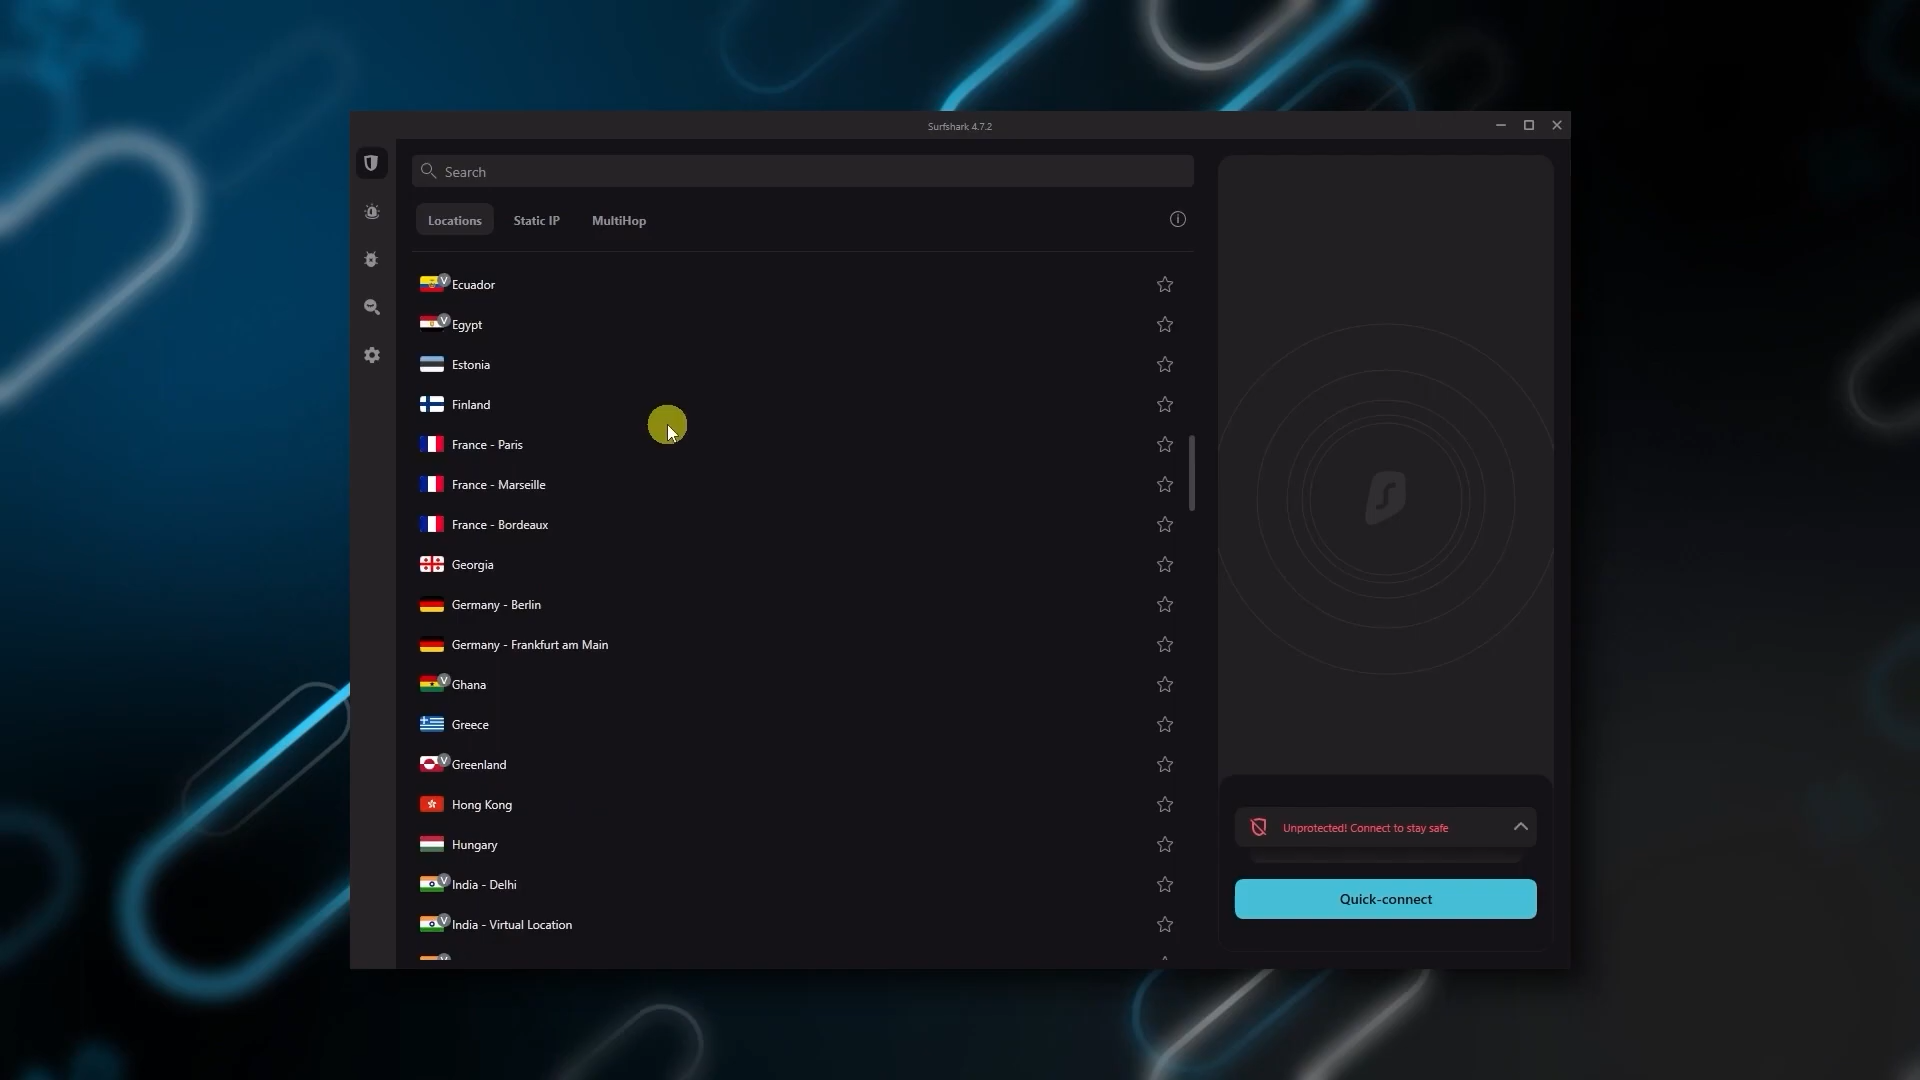 Surfshark 4.7.2
Search
Locations Static IP MultiHop
V Ecuador
V Egypt
Estonia
Finland
France - Paris
France - Marseille
France - Bordeaux
Georgia
Germany - Berlin
Germany - Frankfurt am Main
V Ghana
Greece
V Greenland
Hong Kong
Hungary
V India - Delhi
V India - Virtual Location
V
Unprotected! Connect to stay safe
Quick-connect